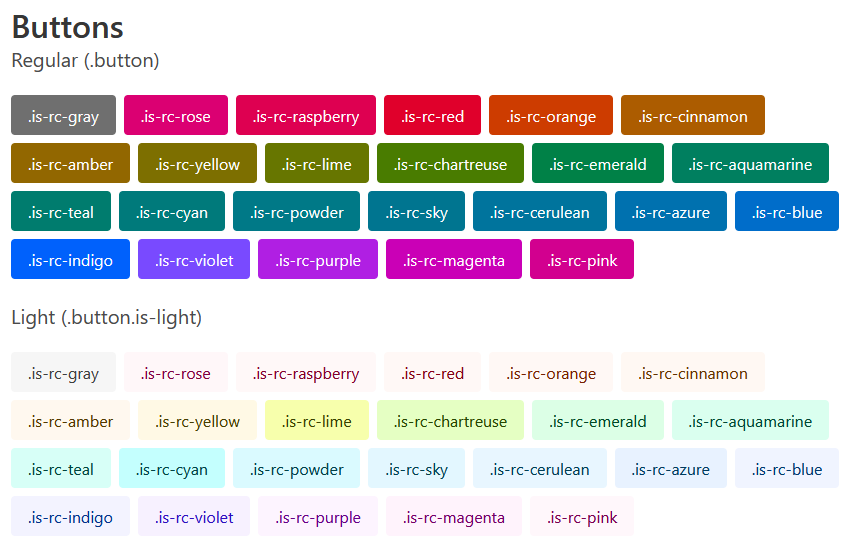 Buttons
Regular (.button)
.is-rc-gray .is-rc-rose .is-rc-raspberry .is-rc-red .is-rc-orange .is-rc-cinnamon
.is-rc-amber .is-rc-yellow .is-rc-lime .is-rc-chartreuse .is-rc-emerald .is-rc-aquamarine
.is-rc-teal .is-rc-cyan .is-rc-powder .is-rc-sky .is-rc-cerulean .is-rc-azure .is-rc-blue
.is-rc-indigo .is-rc-violet .is-rc-purple .is-rc-magenta .is-rc-pink
Light (.button.is-light)
.is-rc-gray .is-rc-rose .is-rc-raspberry .is-rc-red .is-rc-orange .is-rc-cinnamon
.is-rc-amber .is-rc-yellow .is-rc-lime .is-rc-chartreuse .is-rc-emerald .is-rc-aquamarine
.is-rc-teal .is-rc-cyan .is-rc-powder .is-rc-sky .is-rc-cerulean .is-rc-azure .is-rc-blue
.is-rc-indigo .is-rc-violet .is-rc-purple .is-rc-magenta .is-rc-pink